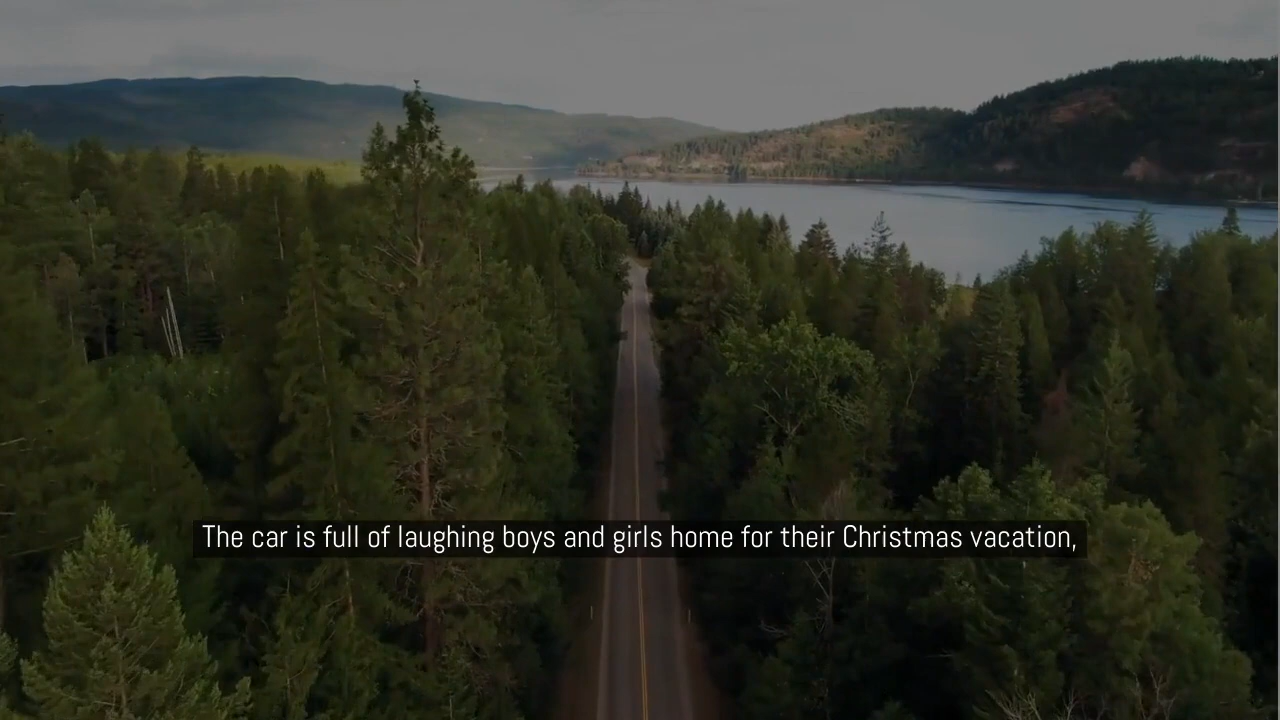 The car is full of laughing boys and girls home for their Christmas vacation,